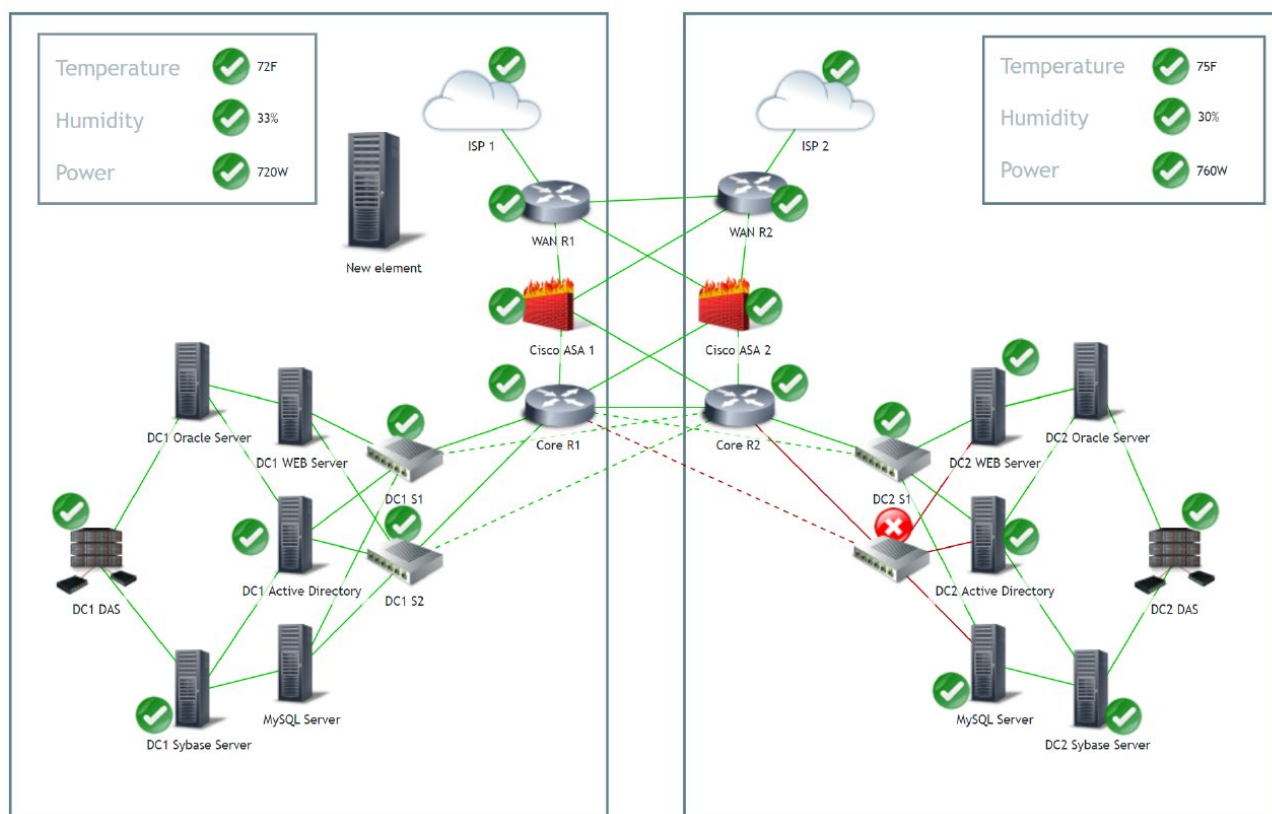 Temperature 72F
Humidity 33%
Power 720W
Temperature 75F
Humidity 30%
Power 760W
ISP 1
ISP 2
New element
WAN R1
WAN R2
Cisco ASA 1
Cisco ASA 2
Core R1
Core R2
DC1 Oracle Server
DC1 WEB Server
DC1 S1
DC1 DAS
DC1 Active Directory
DC1 S2
DC1 Sybase Server
MySQL Server
DC2 S1
DC2 WEB Server
DC2 Oracle Server
DC2 Active Directory
DC2 DAS
MySQL Server
DC2 Sybase Server